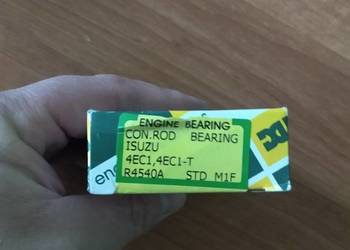 ENGINE BEARING
CON.ROD BEARING
ISUZU
4EC1,4EC1-T
R4540A STD M1F